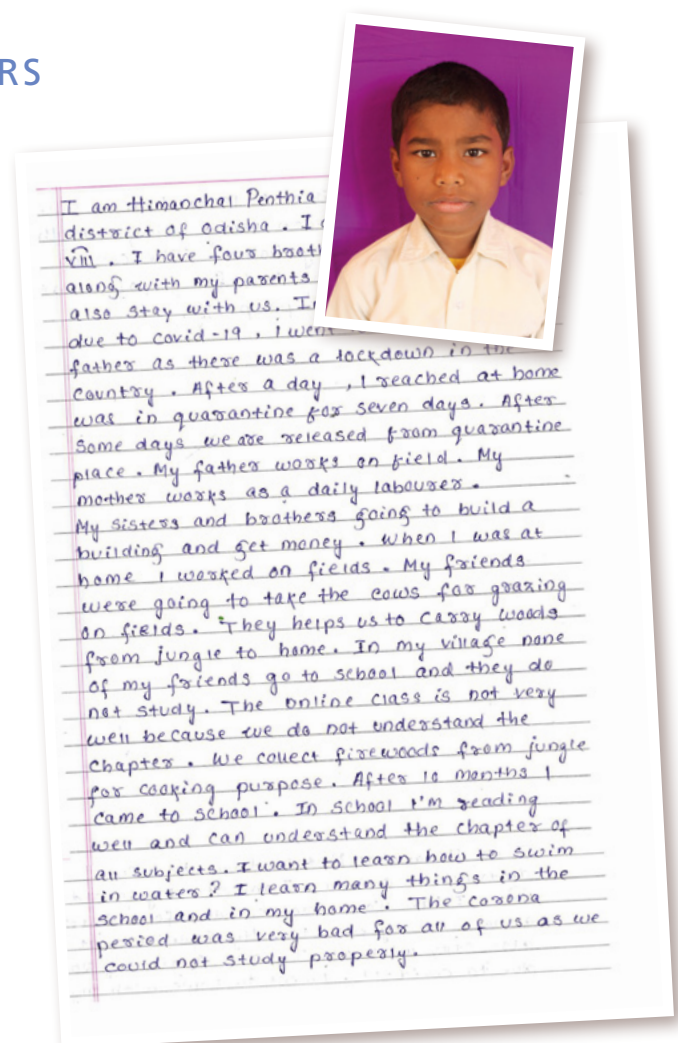 RS
I am Himanchal Penthia
district of Odisha. I
viii. I have four broth
along with my parents
also stay with us. In
due to covid-19, i went
father as there was a lockdown in the
country. After a day, I reached at home
was in quarantine for seven days. After
Some days we are released from quarantine
place. My father works on field. My
mother works as a daily labourer.
My sisters and brothers going to build a
building and get money. When I was at
home I worked on fields. My friends
were going to take the cows for grazing
on fields. They helps us to carry woods
from jungle to home. In my village none
of my friends go to school and they do
not study. The online class is not very
well because we do not understand the
chapter. We collect firewoods from jungle
for cooking purpose. After 10 months I
came to school. In school I'm reading
well and can understand the chapter of
all subjects. I want to learn how to swim
in water? I learn many things in the
school and in my home. The corona
period was very bad for all of us as we
could not study properly.